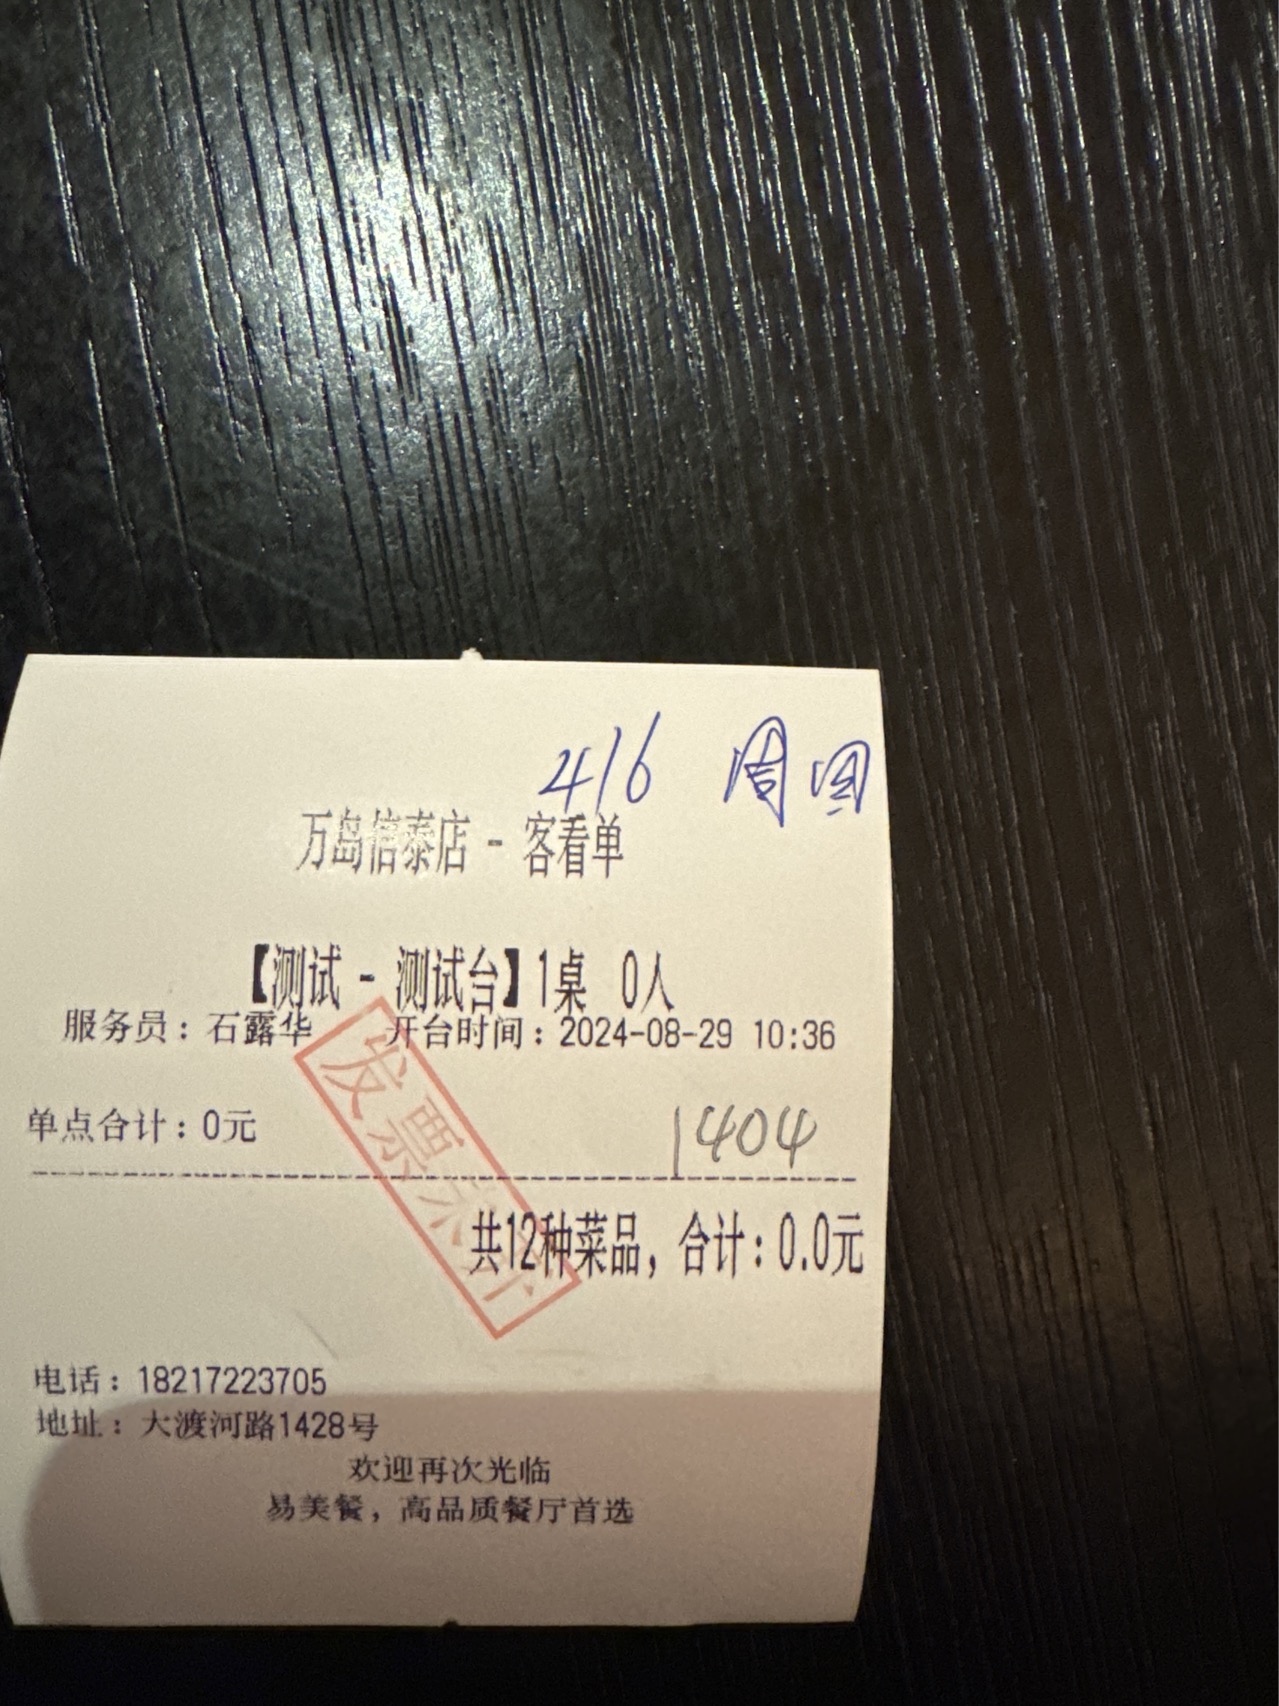 416 周
万岛信泰店 - 客看单
【测试 - 测试台】1桌 0人
服务员：石露华 开台时间：2024-08-29 10:36
发票未开
单点合计：0元
1404
共12种菜品，合计：0.0元
电话：18217223705
地址：大渡河路1428号
欢迎再次光临
易美餐，高品质餐厅首选